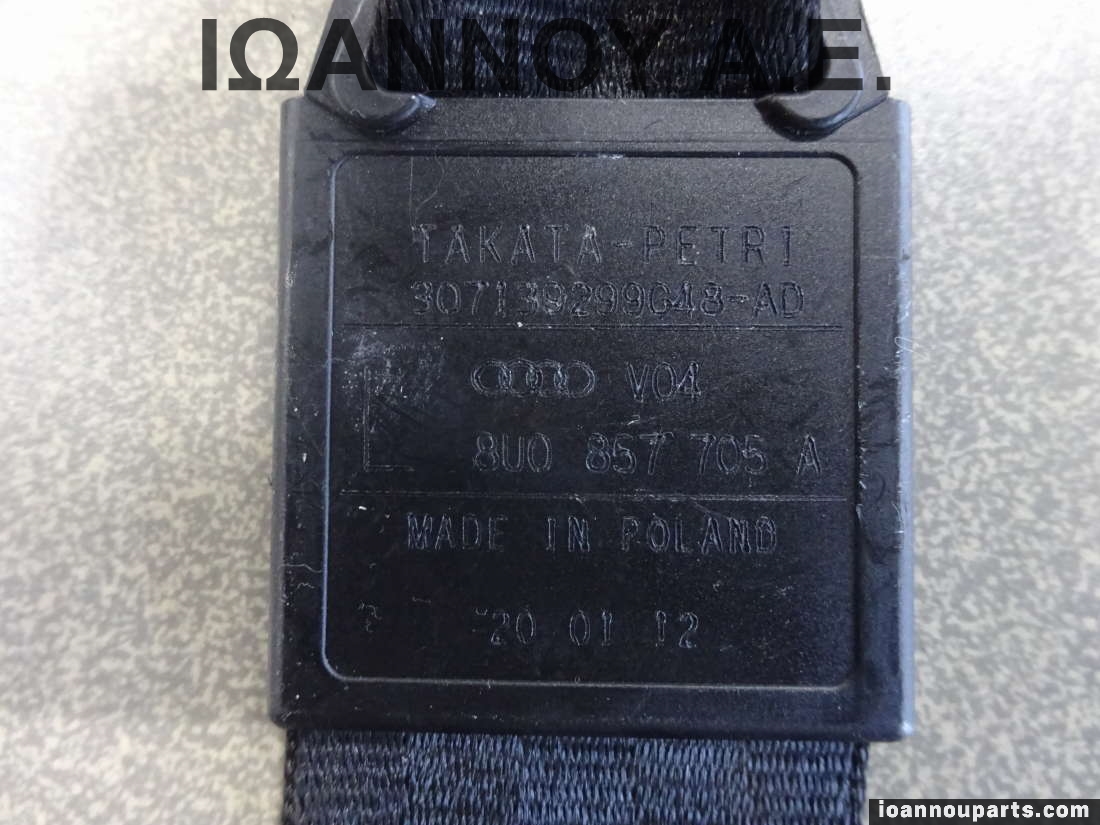 ΙΩΑΝΝΟΥ Α.Ε.
TAKATA-PETRI
307139299G48-AD
V04
L
8U0 857 705 A
MADE IN POLAND
20 01 12
ioannouparts.com